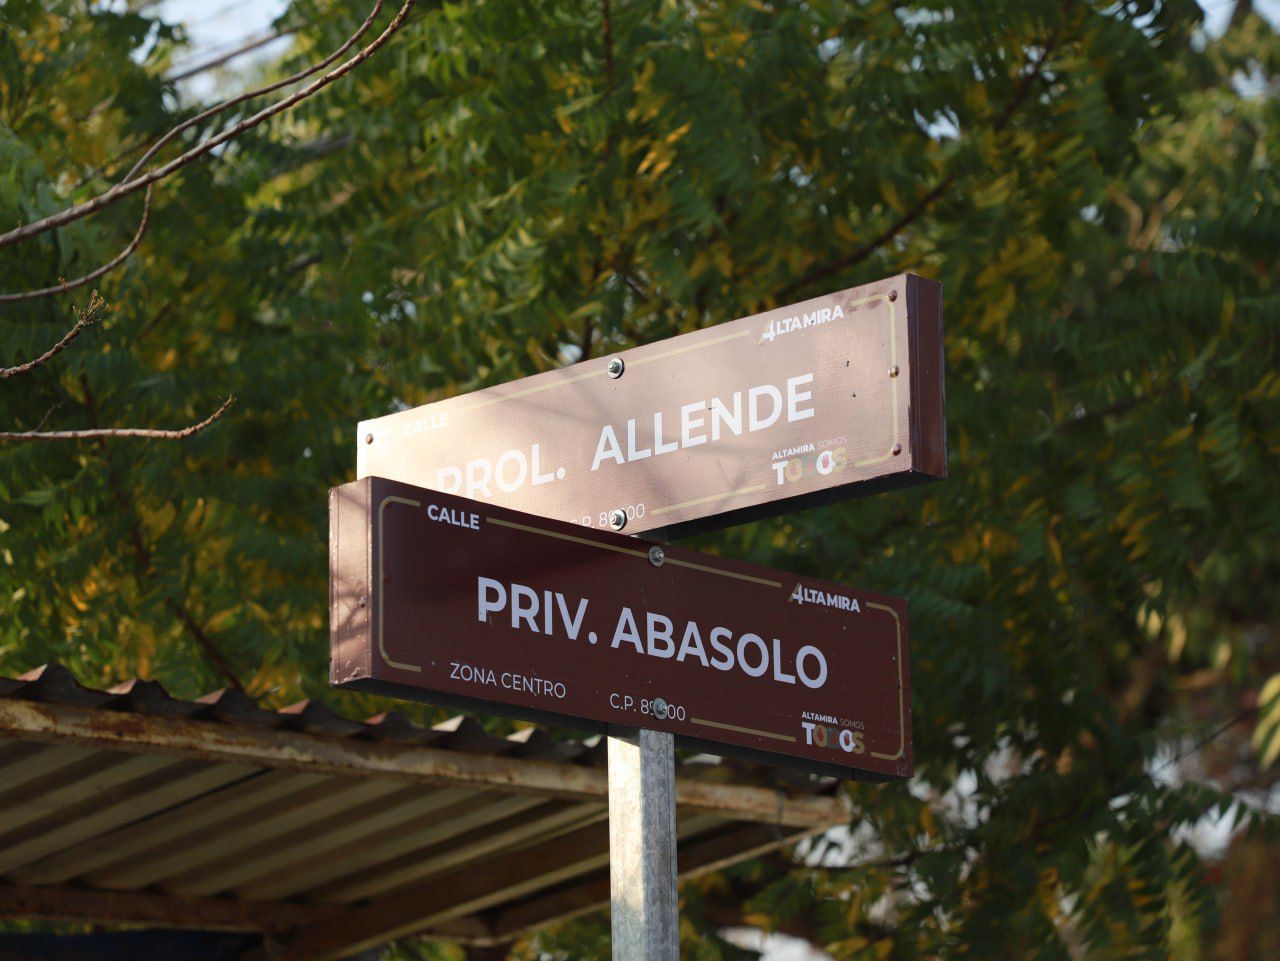 CALLE
ALTAMIRA
PROL. ALLENDE
ALTAMIRA SOMOS
TODOS
C.P.
CALLE
ALTAMIRA
PRIV. ABASOLO
ZONA CENTRO
C.P.
ALTAMIRA SOMOS
TODOS